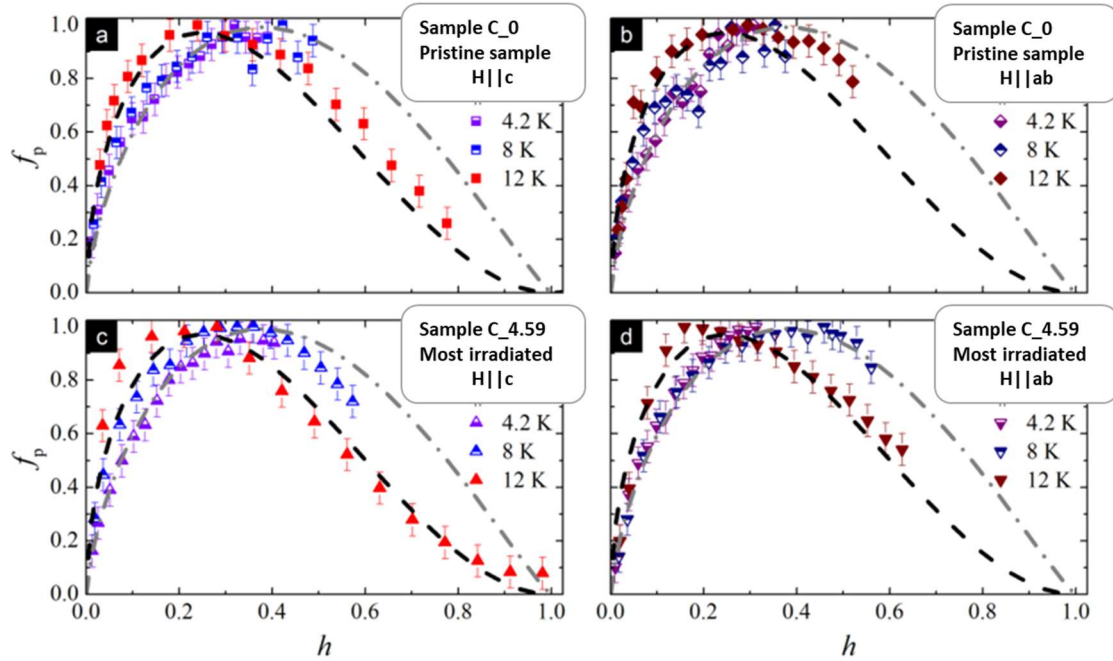 a
Sample C_0
Pristine sample
H||c
4.2 K
8 K
12 K
1.0
0.8
0.6
0.4
0.2
0.0
fp
b
Sample C_0
Pristine sample
H||ab
4.2 K
8 K
12 K
c
Sample C_4.59
Most irradiated
H||c
4.2 K
8 K
12 K
1.0
0.8
0.6
0.4
0.2
0.0
fp
0.0 0.2 0.4 0.6 0.8 1.0
h
d
Sample C_4.59
Most irradiated
H||ab
4.2 K
8 K
12 K
0.0 0.2 0.4 0.6 0.8 1.0
h